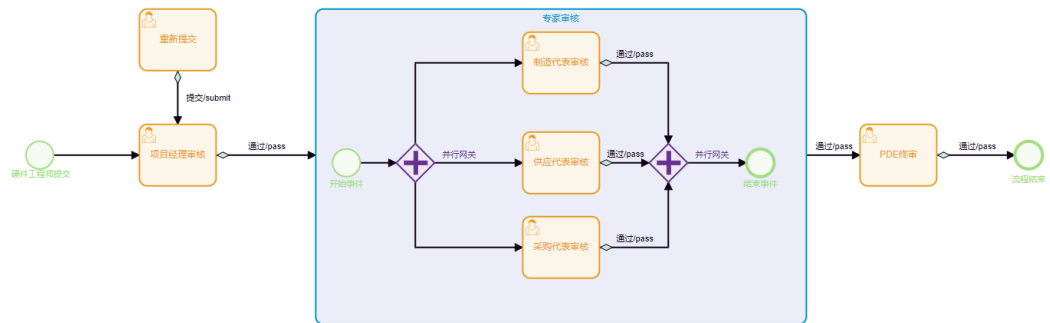 专家审核
重新提交
制造代表审核
通过/pass
提交/submit
项目经理审核
通过/pass
硬件工程师提交
开始事件
并行网关
供应代表审核
通过/pass
并行网关
结束事件
通过/pass
PDE终审
通过/pass
流程结束
采购代表审核
通过/pass